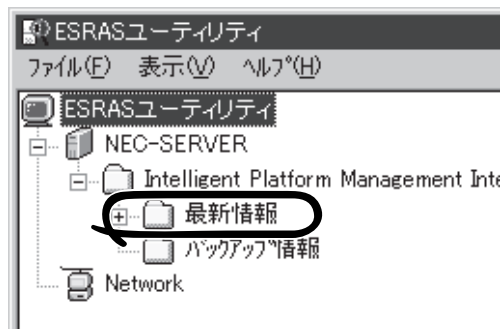 ESRASユーティリティ
ファイル(F) 表示(V) ヘルプ(H)
ESRASユーティリティ
NEC-SERVER
Intelligent Platform Management Inte
最新情報
バックアップ情報
Network